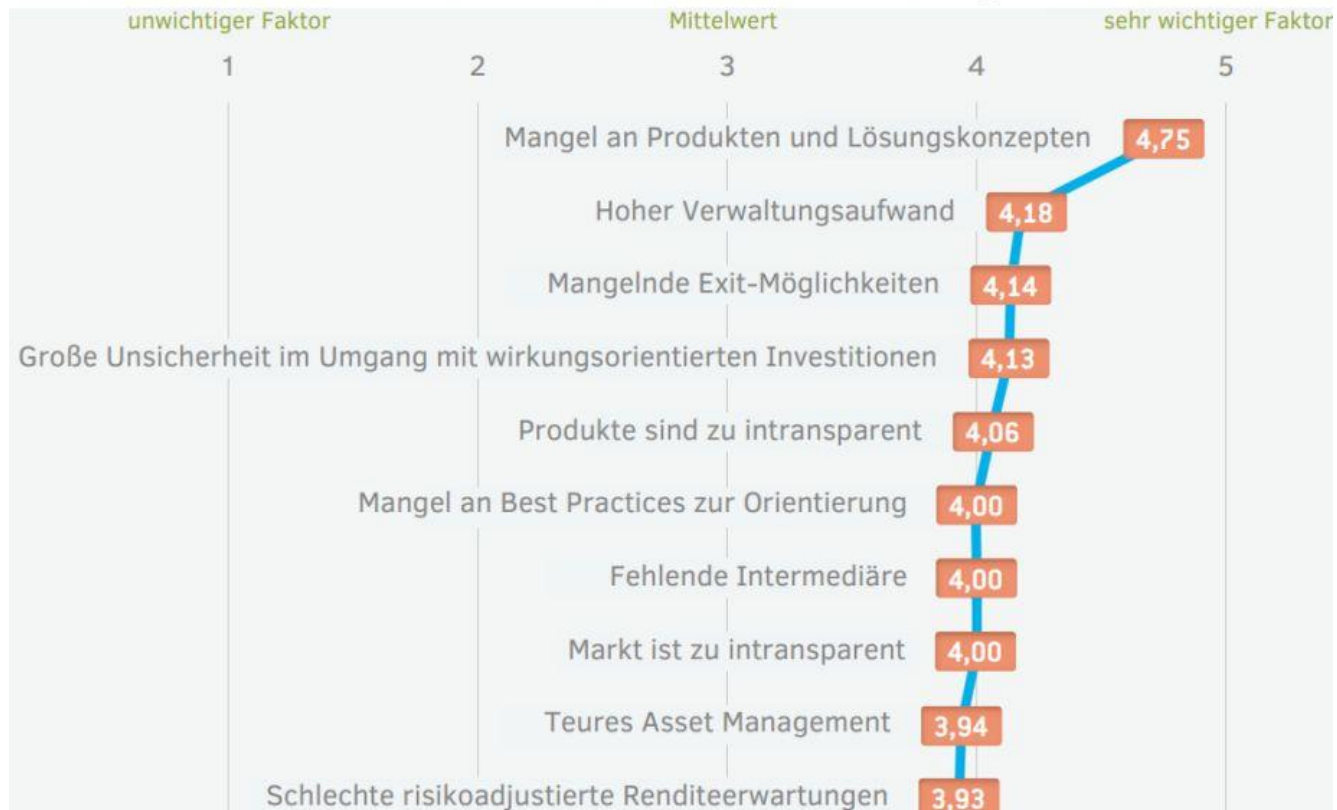 unwichtiger Faktor Mittelwert sehr wichtiger Faktor
1 2 3 4 5
Mangel an Produkten und Lösungskonzepten 4,75
Hoher Verwaltungsaufwand 4,18
Mangelnde Exit-Möglichkeiten 4,14
Große Unsicherheit im Umgang mit wirkungsorientierten Investitionen 4,13
Produkte sind zu intransparent 4,06
Mangel an Best Practices zur Orientierung 4,00
Fehlende Intermediäre 4,00
Markt ist zu intransparent 4,00
Teures Asset Management 3,94
Schlechte risikoadjustierte Renditeerwartungen 3,93